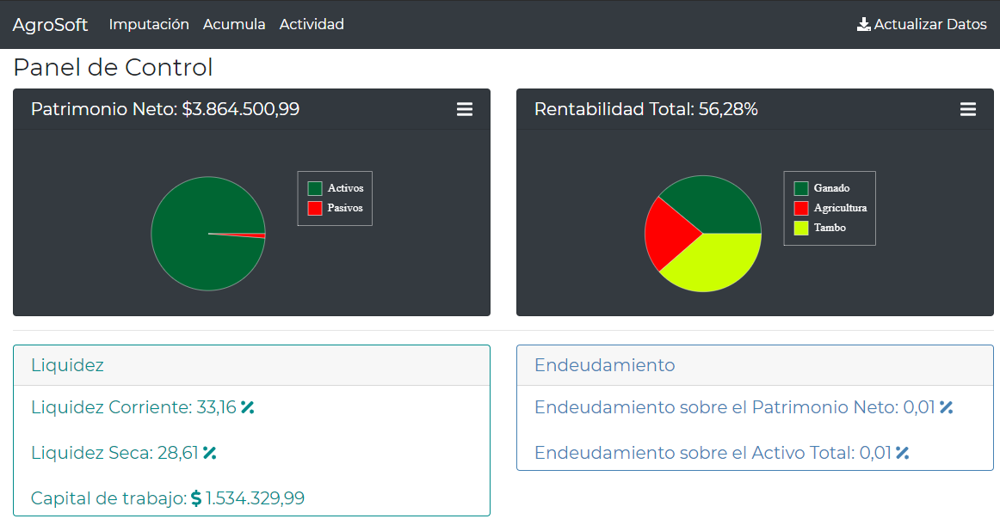 AgroSoft Imputación Acumula Actividad Actualizar Datos
Panel de Control
Patrimonio Neto: $3.864.500,99
Activos
Pasivos
Rentabilidad Total: 56,28%
Ganado
Agricultura
Tambo
Liquidez
Liquidez Corriente: 33,16 %
Liquidez Seca: 28,61 %
Capital de trabajo: $ 1.534.329,99
Endeudamiento
Endeudamiento sobre el Patrimonio Neto: 0,01 %
Endeudamiento sobre el Activo Total: 0,01 %